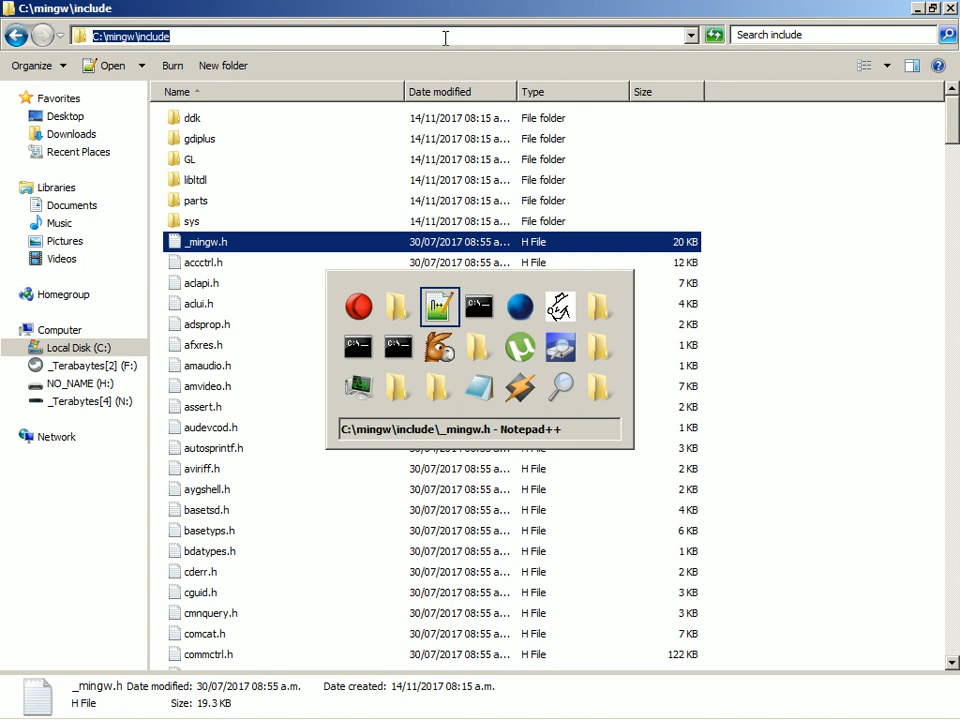 C:\mingw\include
C:\mingw\include
Search include
Organize Open Burn New folder
Name Date modified Type Size
Favorites
Desktop
Downloads
Recent Places
Libraries
Documents
Music
Pictures
Videos
Homegroup
Computer
Local Disk (C:)
_Terabytes[2] (F:)
NO_NAME (H:)
_Terabytes[4] (N:)
Network
ddk 14/11/2017 08:15 a... File folder
gdiplus 14/11/2017 08:15 a... File folder
GL 14/11/2017 08:15 a... File folder
libltdl 14/11/2017 08:15 a... File folder
parts 14/11/2017 08:15 a... File folder
sys 14/11/2017 08:15 a... File folder
_mingw.h 30/07/2017 08:55 a... H File 20 KB
accctrl.h 30/07/2017 08:55 a... H File 12 KB
aclapi.h 7 KB
aclui.h 4 KB
adsprop.h 2 KB
afxres.h 1 KB
amaudio.h 1 KB
amvideo.h 7 KB
assert.h 2 KB
audevcod.h 1 KB
autosprintf.h 30/07/2017 08:55 a... H File 3 KB
aviriff.h 30/07/2017 08:55 a... H File 2 KB
aygshell.h 30/07/2017 08:55 a... H File 2 KB
basetsd.h 30/07/2017 08:55 a... H File 4 KB
basetyps.h 30/07/2017 08:55 a... H File 6 KB
bdatypes.h 30/07/2017 08:55 a... H File 1 KB
cderr.h 30/07/2017 08:55 a... H File 2 KB
cguid.h 30/07/2017 08:55 a... H File 3 KB
cmnquery.h 30/07/2017 08:55 a... H File 3 KB
comcat.h 30/07/2017 08:55 a... H File 7 KB
commctrl.h 30/07/2017 08:55 a... H File 122 KB
C:\mingw\include\_mingw.h - Notepad++
_mingw.h Date modified: 30/07/2017 08:55 a.m. Date created: 14/11/2017 08:15 a.m.
H File Size: 19.3 KB